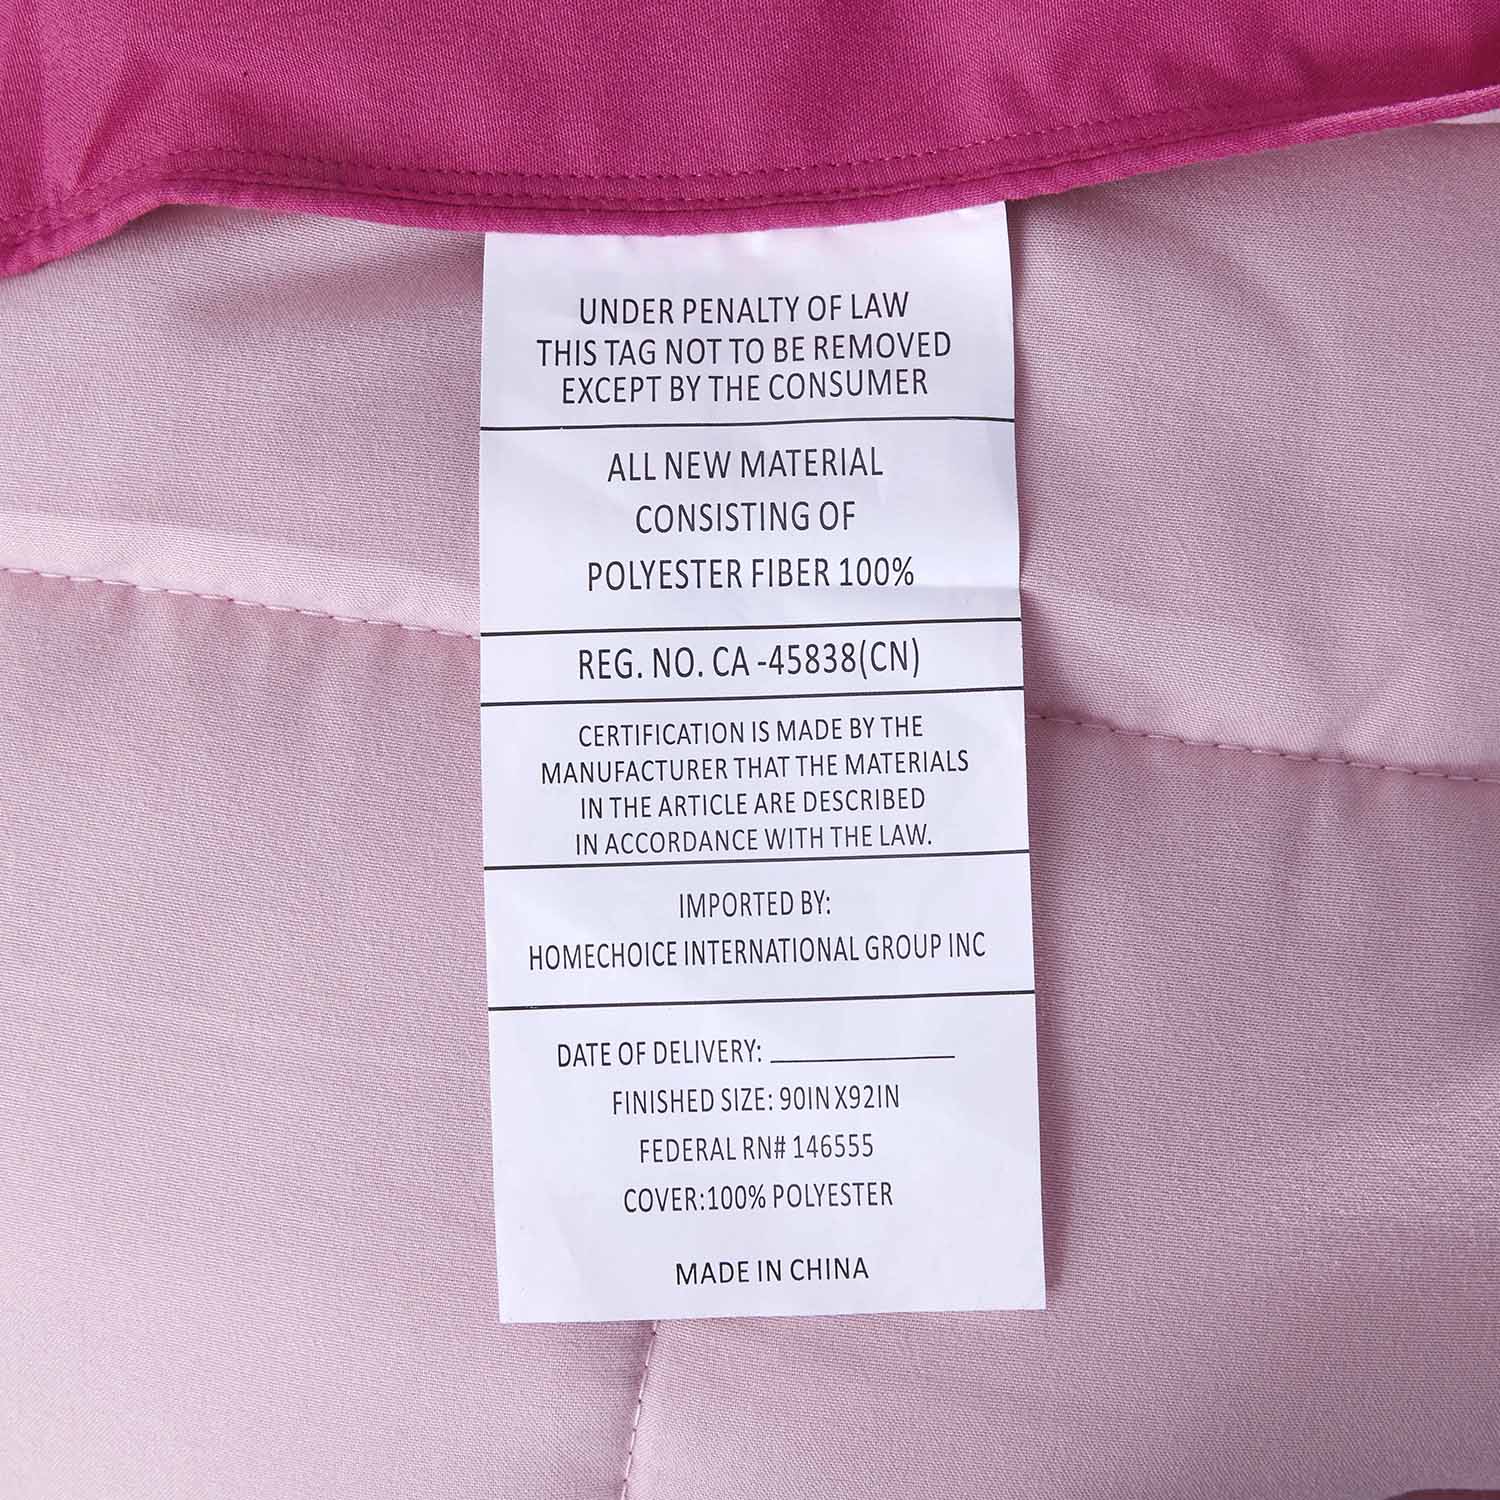 UNDER PENALTY OF LAW
THIS TAG NOT TO BE REMOVED
EXCEPT BY THE CONSUMER
ALL NEW MATERIAL
CONSISTING OF
POLYESTER FIBER 100%
REG. NO. CA -45838(CN)
CERTIFICATION IS MADE BY THE
MANUFACTURER THAT THE MATERIALS
IN THE ARTICLE ARE DESCRIBED
IN ACCORDANCE WITH THE LAW.
IMPORTED BY:
HOMECHOICE INTERNATIONAL GROUP INC
DATE OF DELIVERY: ____________
FINISHED SIZE: 90IN X92IN
FEDERAL RN# 146555
COVER:100% POLYESTER
MADE IN CHINA